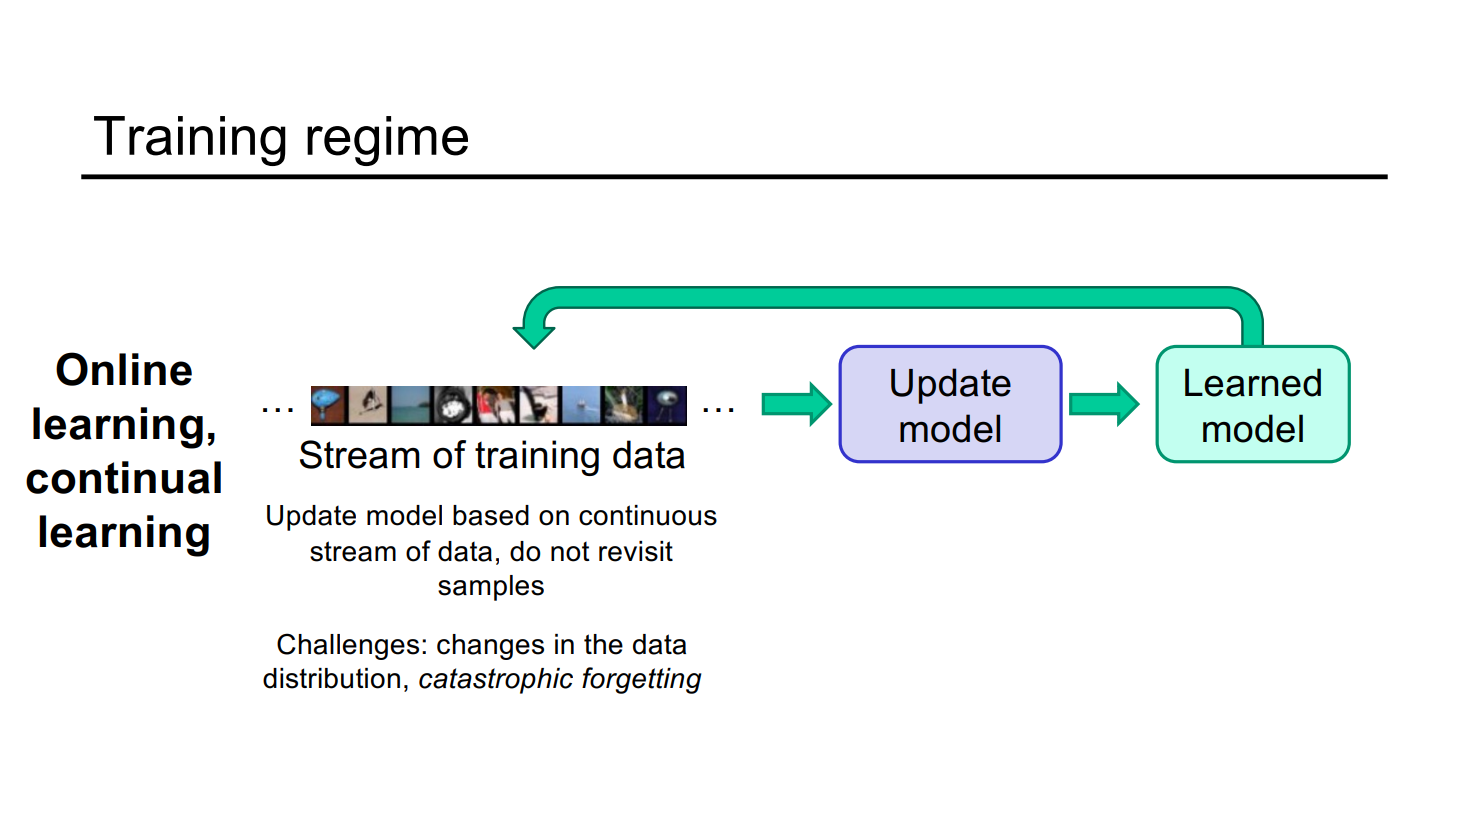 Training regime
Online
learning,
continual
learning
... ...
Stream of training data
Update model based on continuous
stream of data, do not revisit
samples
Challenges: changes in the data
distribution, catastrophic forgetting
Update
model
Learned
model